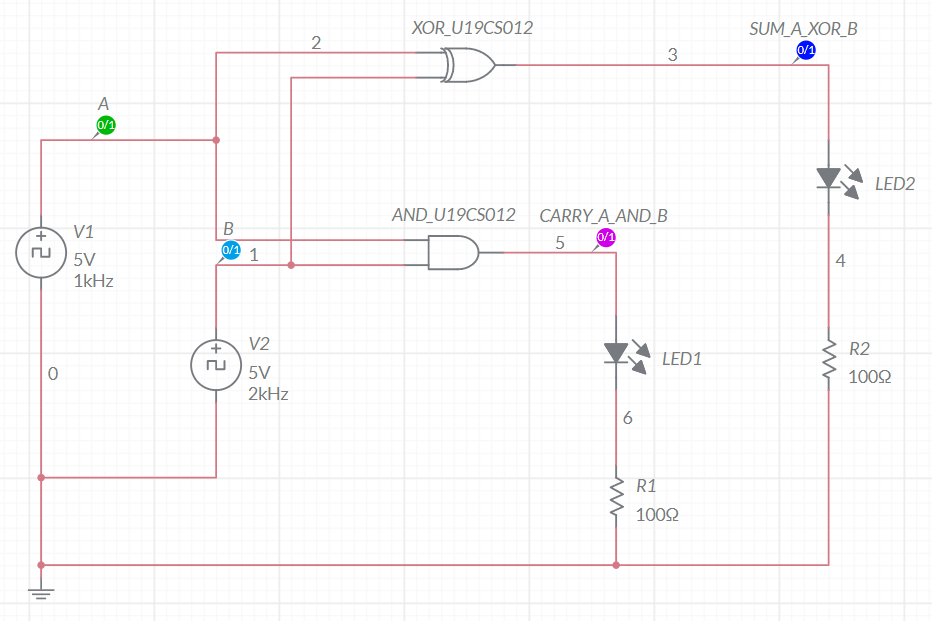 XOR_U19CS012
SUM_A_XOR_B
2
0/1
3
A
0/1
LED2
AND_U19CS012
CARRY_A_AND_B
B
0/1
5
0/1
1
V1
5V
1kHz
+
4
V2
5V
2kHz
+
LED1
R2
100Ω
0
6
R1
100Ω